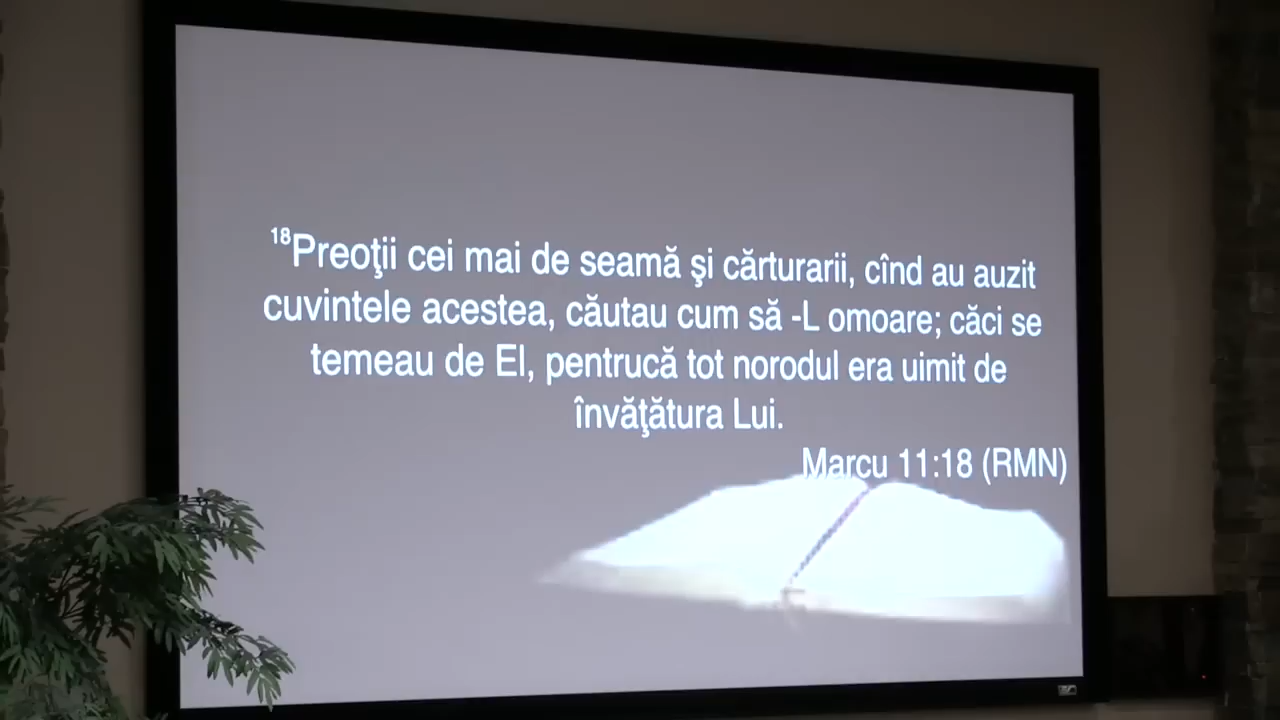 18Preoţii cei mai de seamă şi cărturarii, cînd au auzit
cuvintele acestea, căutau cum să -L omoare; căci se
temeau de El, pentrucă tot norodul era uimit de
învăţătura Lui.
Marcu 11:18 (RMN)